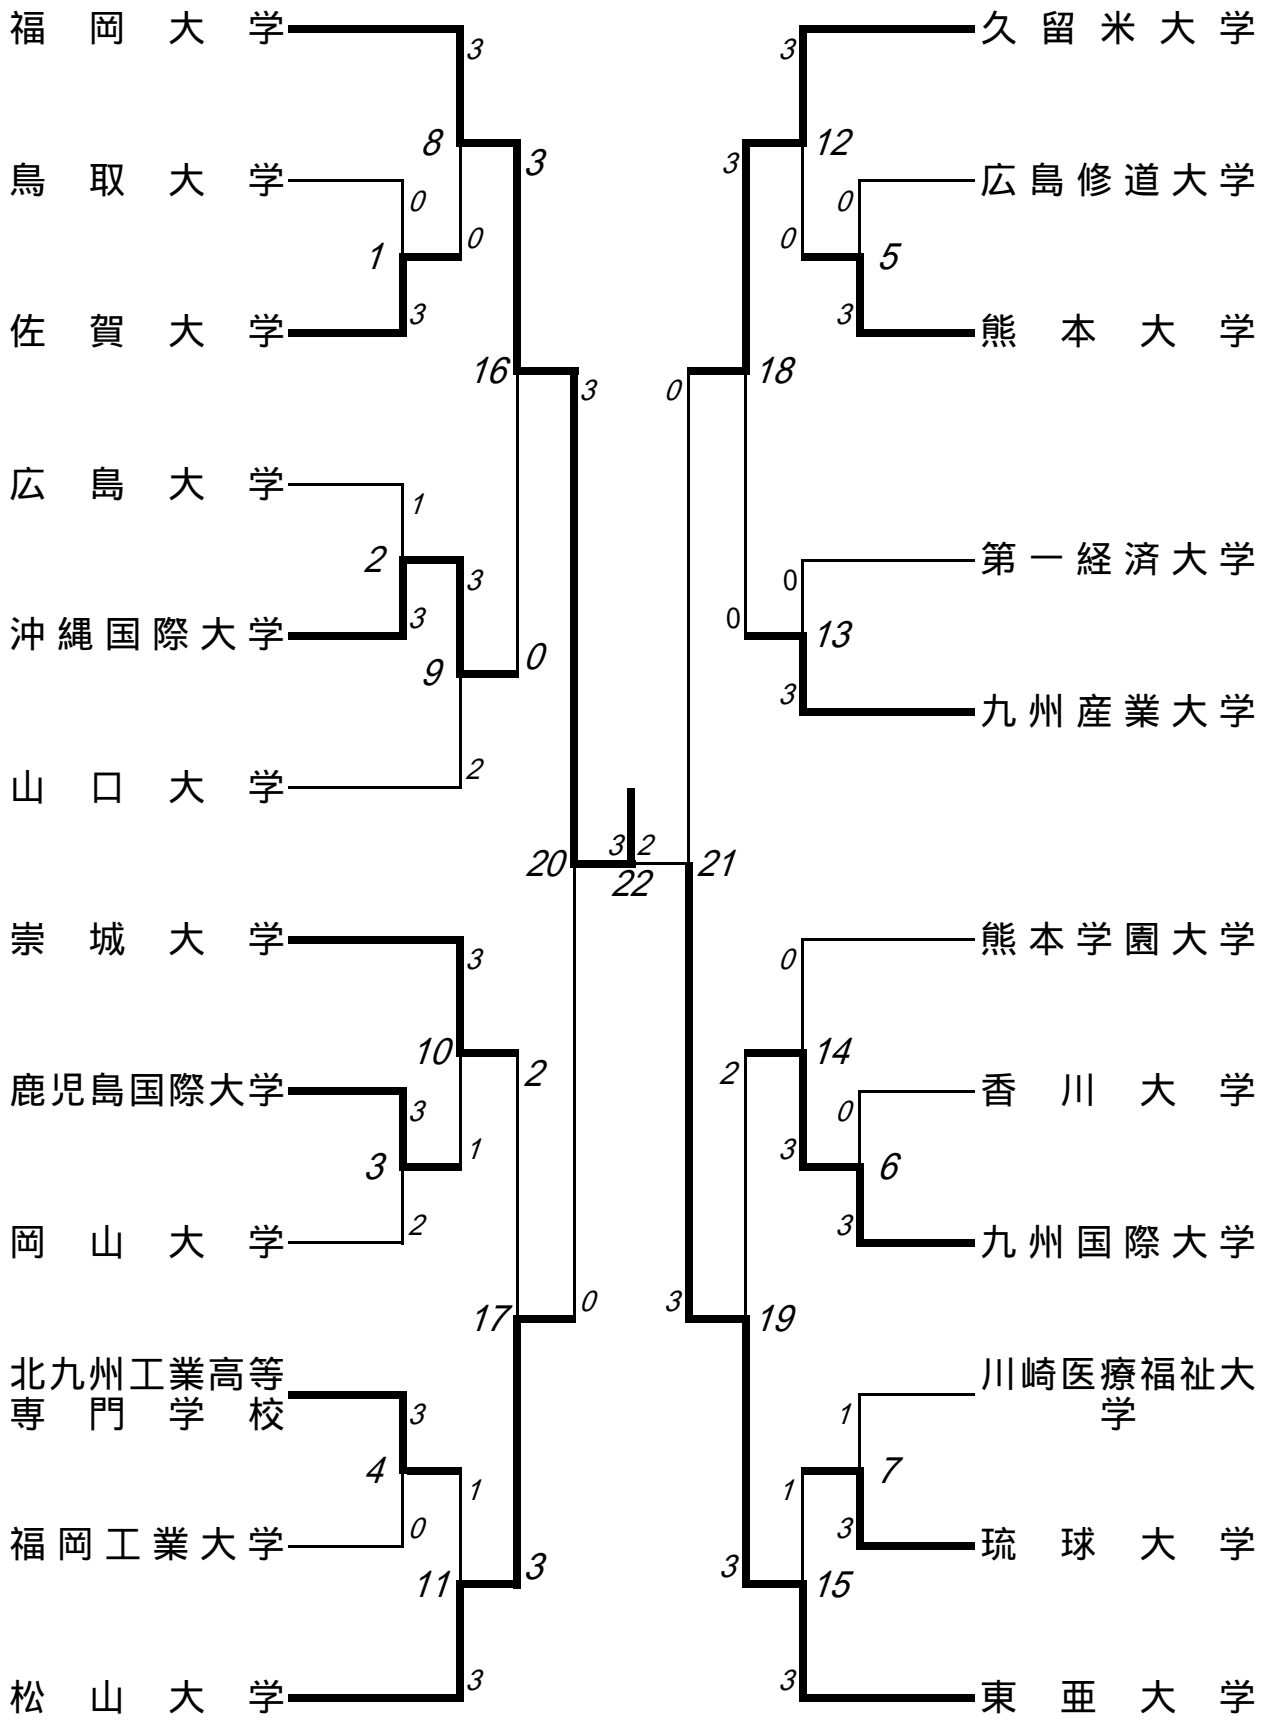 福岡大学
3
8
3
鳥取大学
0
0
1
佐賀大学
3
16
3
広島大学
1
2
3
沖縄国際大学
3
9
0
山口大学
2
崇城大学
3
10
2
鹿児島国際大学
3
1
3
岡山大学
2
17
0
北九州工業高等
専門学校
3
4
1
福岡工業大学
0
11
3
松山大学
3
20
3 2
22
21
久留米大学
3
12
3
広島修道大学
0
0
5
熊本大学
3
18
0
第一経済大学
0
0
13
九州産業大学
3
熊本学園大学
0
14
2
香川大学
0
3
6
九州国際大学
3
3
19
川崎医療福祉大
学
1
7
1
琉球大学
3
3
15
東亜大学
3